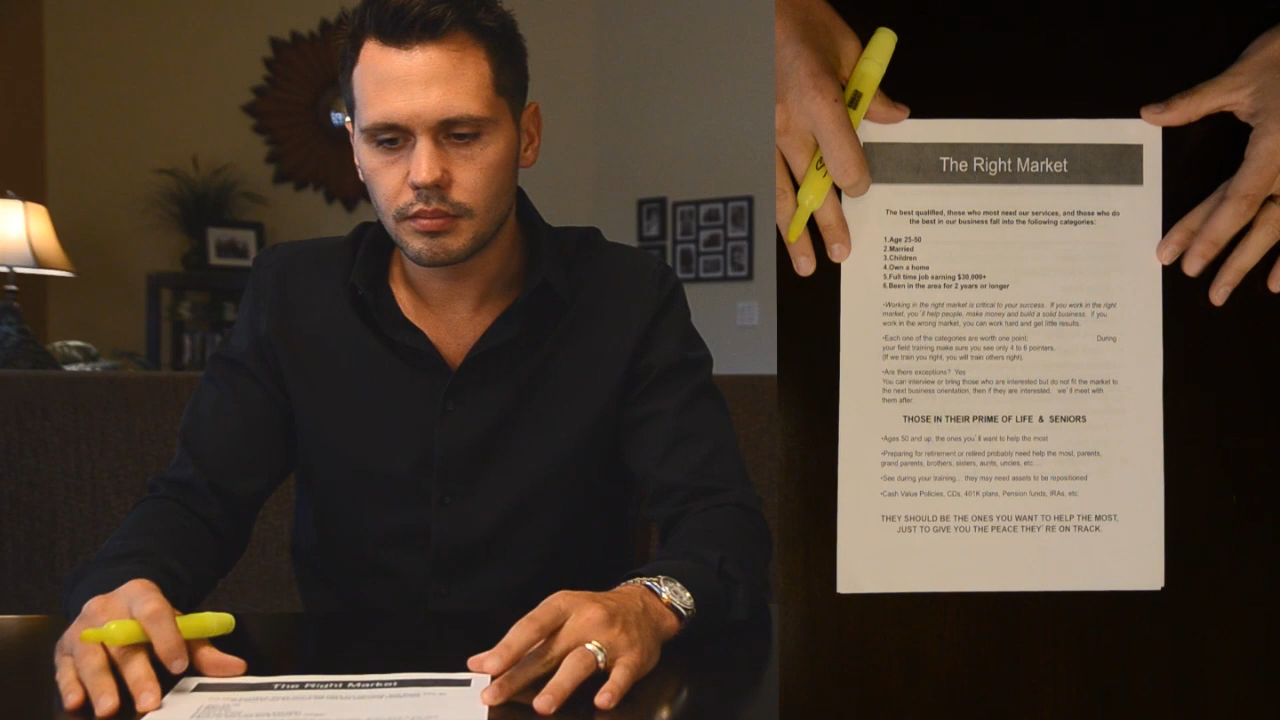 The Right Market
The best qualified, those who most need our services, and those who do
the best in our business fall into the following categories:
1.Age 25-50
2.Married
3.Children
4.Own a home
5.Full time job earning $30,000+
6.Been in the area for 2 years or longer
•Working in the right market is critical to your success. If you work in the right
market, you´ll help people, make money and build a solid business. If you
work in the wrong market, you can work hard and get little results.
•Each one of the categories are worth one point; During
your field training make sure you see only 4 to 6 pointers.
(If we train you right, you will train others right).
•Are there exceptions? Yes
You can interview or bring those who are interested but do not fit the market to
the next business orientation, then if they are interested, we´ll meet with
them after.
THOSE IN THEIR PRIME OF LIFE & SENIORS
•Ages 50 and up, the ones you´ll want to help the most
•Preparing for retirement or retired probably need help the most, parents,
grand parents, brothers, sisters, aunts, uncles, etc...
•See during your training... they may need assets to be repositioned
•Cash Value Policies, CDs, 401K plans, Pension funds, IRAs, etc.
THEY SHOULD BE THE ONES YOU WANT TO HELP THE MOST,
JUST TO GIVE YOU THE PEACE THEY´RE ON TRACK.
The Right Market